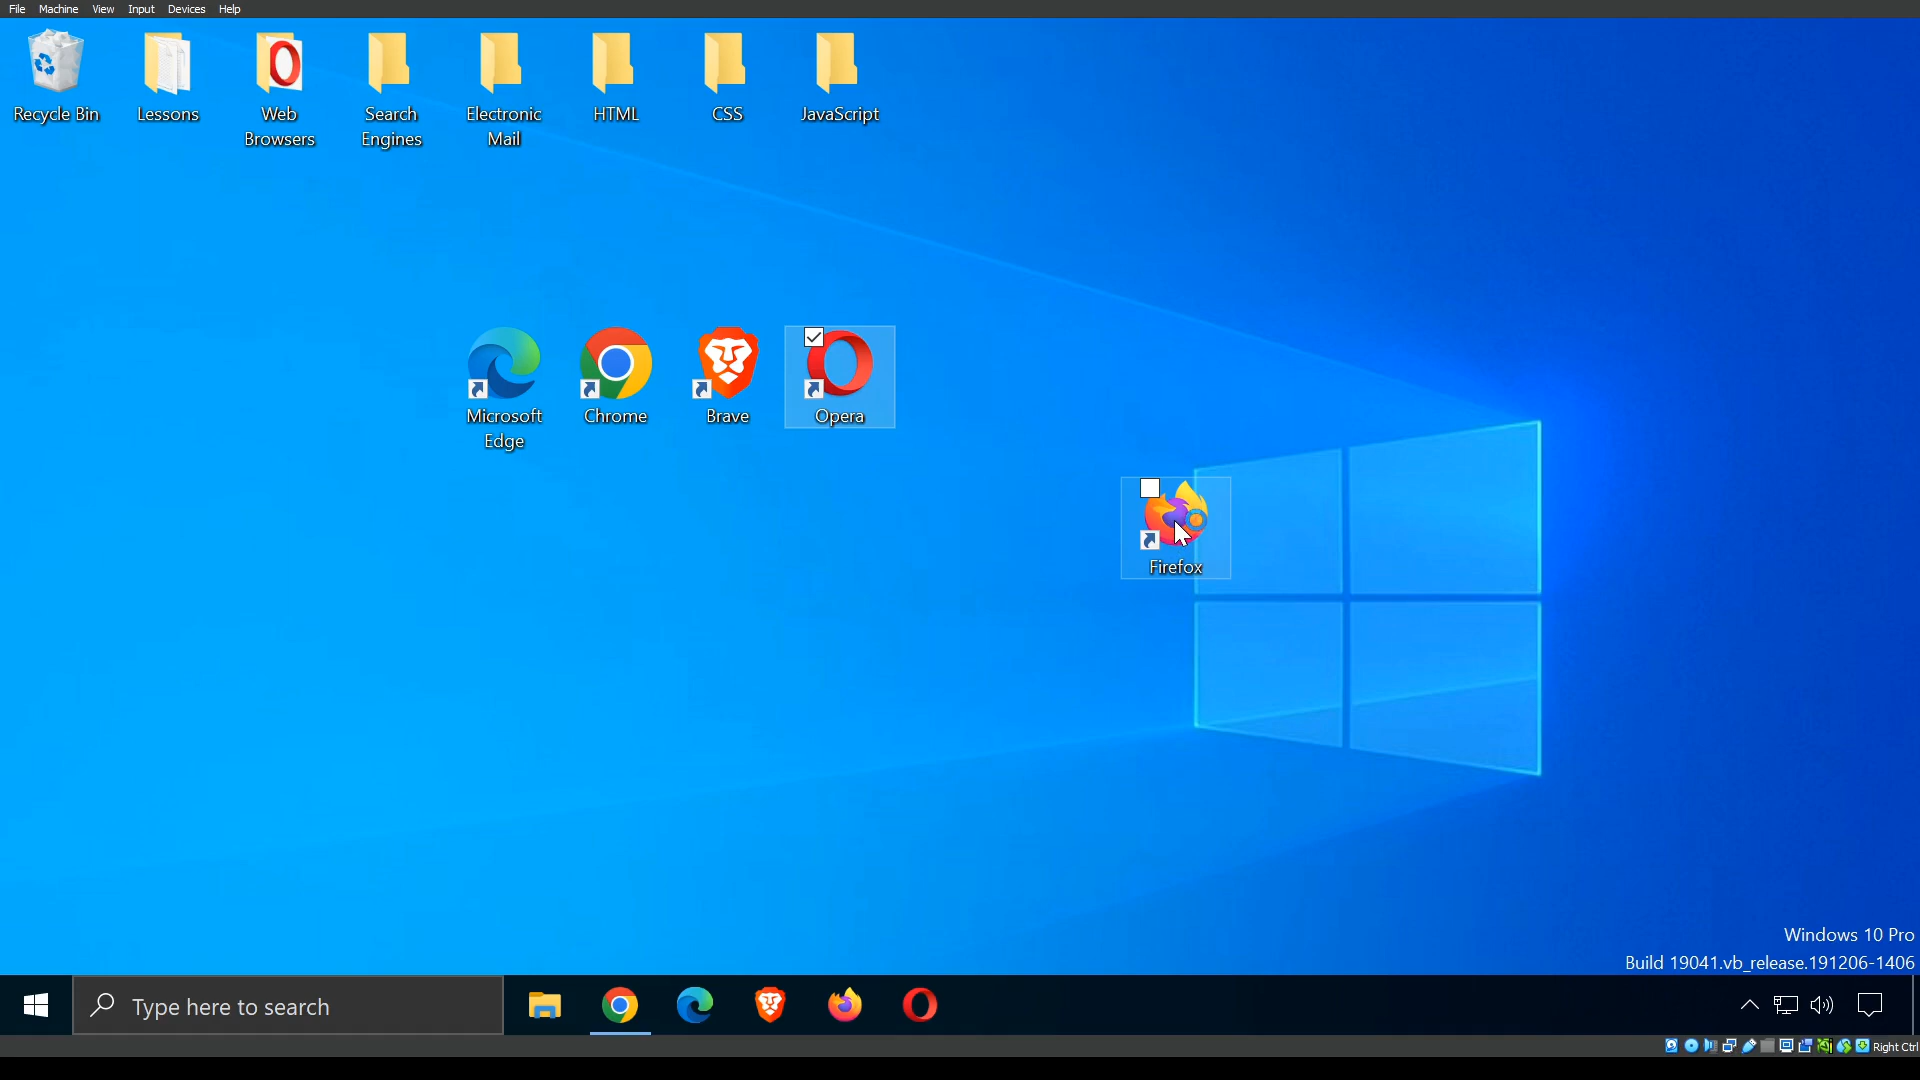 File Machine View Input Devices Help
Recycle Bin
Lessons
Web
Browsers
Search
Engines
Electronic
Mail
HTML
CSS
JavaScript
Microsoft
Edge
Chrome
Brave
Opera
Firefox
Windows 10 Pro
Build 19041.vb_release.191206-1406
Type here to search
Right Ctrl